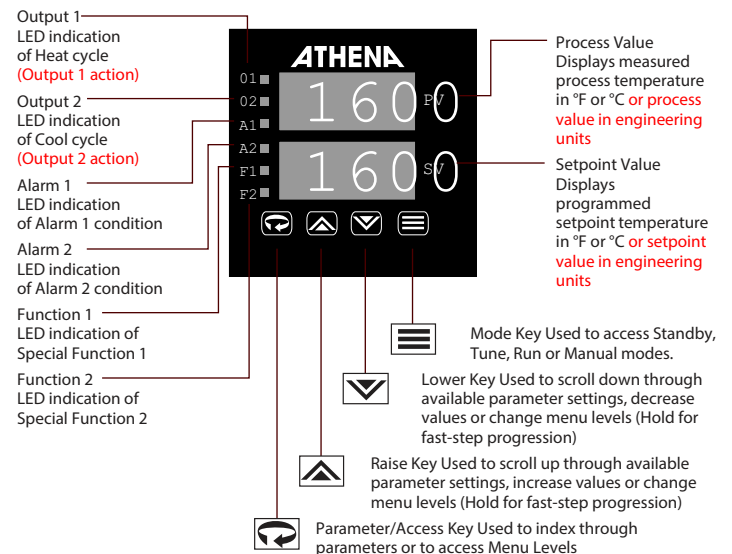 Output 1
LED indication
of Heat cycle
(Output 1 action)
Output 2
LED indication
of Cool cycle
(Output 2 action)
Alarm 1
LED indication
of Alarm 1 condition
Alarm 2
LED indication
of Alarm 2 condition
Function 1
LED indication of
Special Function 1
Function 2
LED indication of
Special Function 2
ATHENA
01
02
A1
A2
F1
F2
1600
PV
1600
SV
Process Value
Displays measured
process temperature
in °F or °C or process
value in engineering
units
Setpoint Value
Displays
programmed
setpoint temperature
in °F or °C or setpoint
value in engineering
units
Mode Key Used to access Standby,
Tune, Run or Manual modes.
Lower Key Used to scroll down through
available parameter settings, decrease
values or change menu levels (Hold for
fast-step progression)
Raise Key Used to scroll up through available
parameter settings, increase values or change
menu levels (Hold for fast-step progression)
Parameter/Access Key Used to index through
parameters or to access Menu Levels